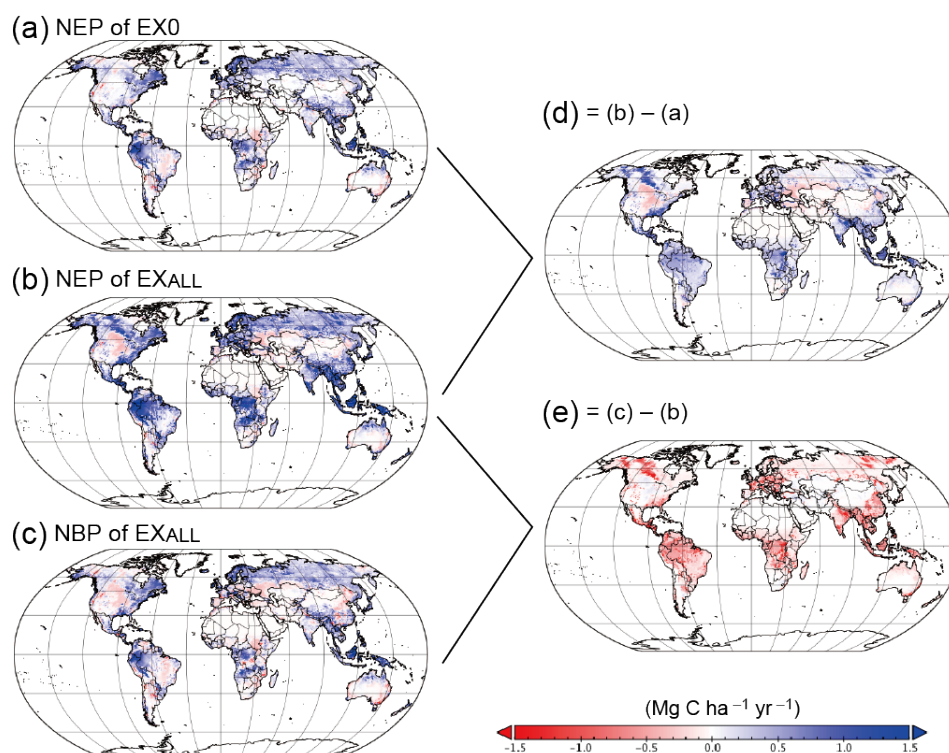 (a) NEP of EX0
(b) NEP of EXALL
(c) NBP of EXALL
(d) = (b) – (a)
(e) = (c) – (b)
(Mg C ha⁻¹ yr⁻¹)
−1.5 −1.0 −0.5 0.0 0.5 1.0 1.5